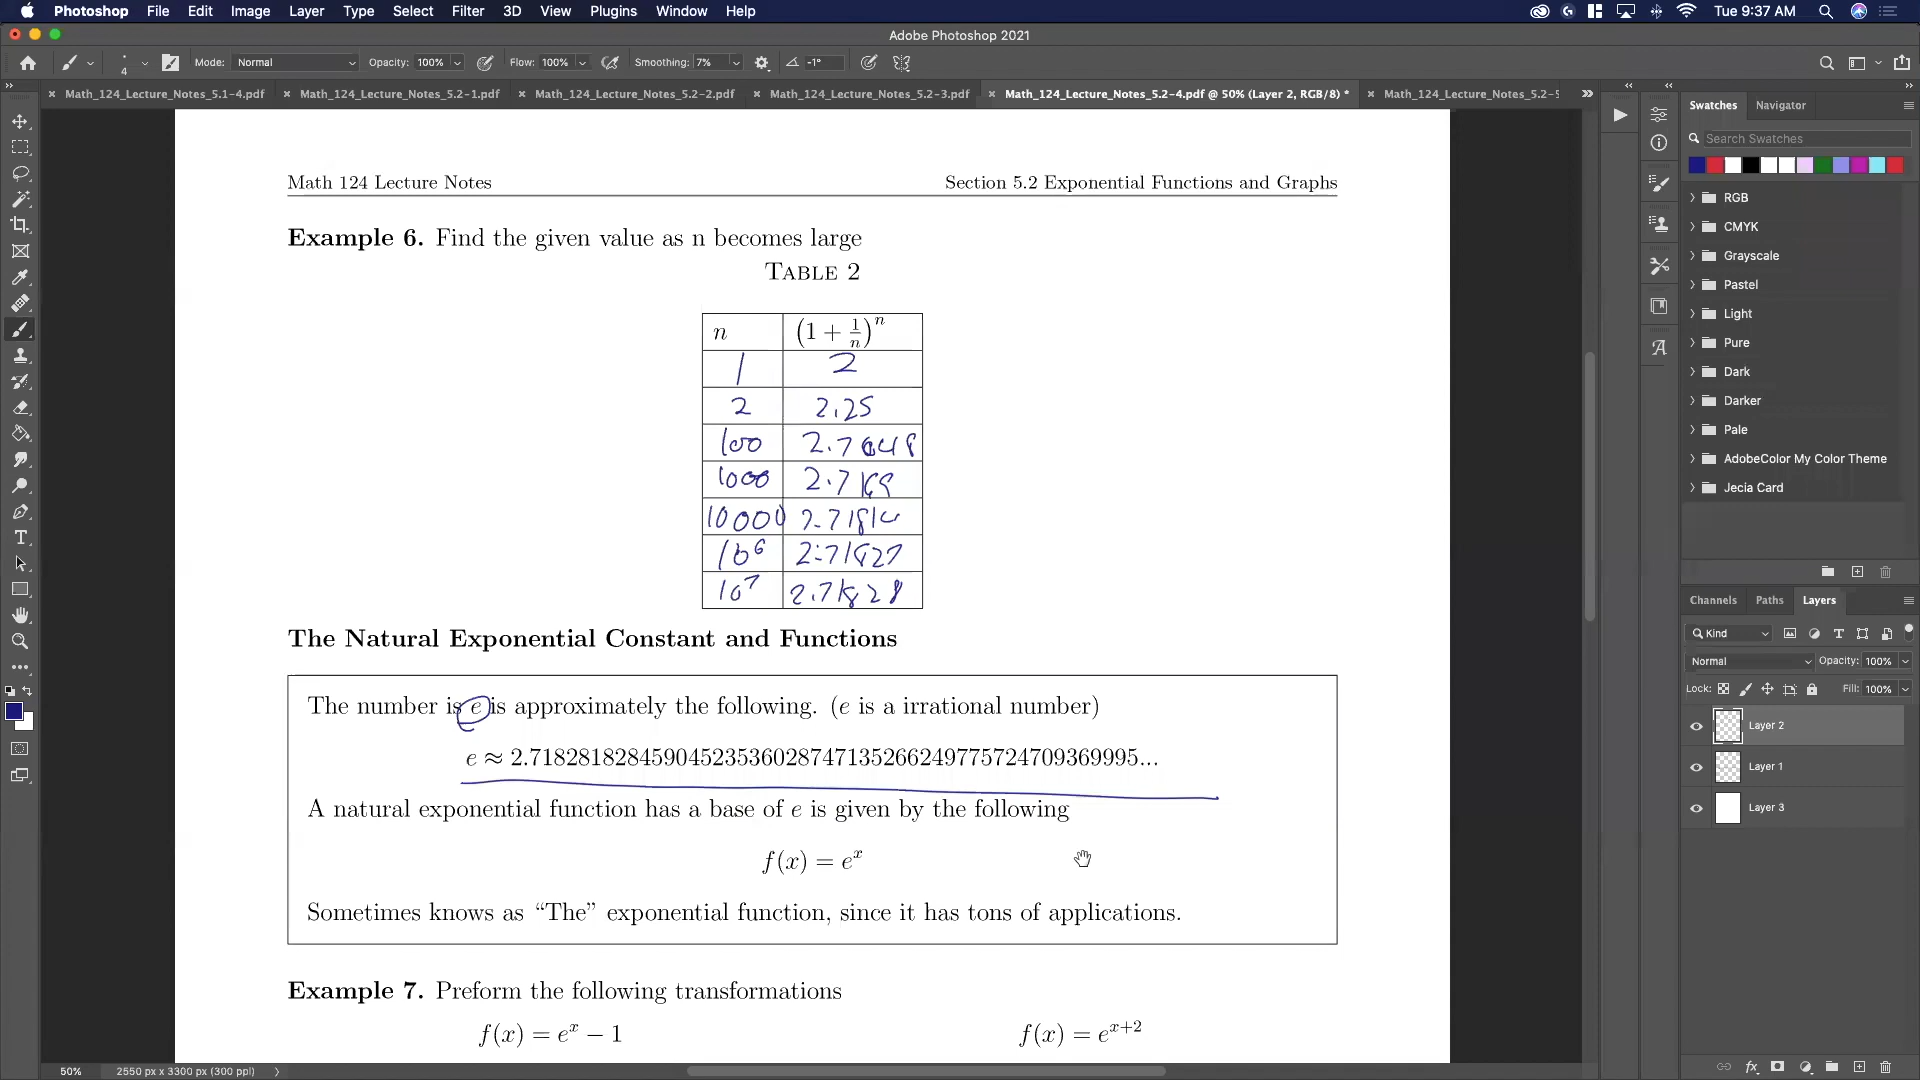 Photoshop File Edit Image Layer Type Select Filter 3D View Plugins Window Help Tue 9:37 AM
Adobe Photoshop 2021
4 Mode: Normal Opacity: 100% Flow: 100% Smoothing: 7% -1°
Math_124_Lecture_Notes_5.1-4.pdf Math_124_Lecture_Notes_5.2-1.pdf Math_124_Lecture_Notes_5.2-2.pdf Math_124_Lecture_Notes_5.2-3.pdf Math_124_Lecture_Notes_5.2-4.pdf @ 50% (Layer 2, RGB/8) * Math_124_Lecture_Notes_5.2-5
Math 124 Lecture Notes Section 5.2 Exponential Functions and Graphs
Example 6. Find the given value as n becomes large
TABLE 2
n (1 + 1/n)^n
1 2
2 2.25
100 2.7048
1000 2.7169
10000 2.71814
10^6 2.71827
10^7 2.71828
The Natural Exponential Constant and Functions
The number is e is approximately the following. (e is a irrational number)
e ≈ 2.718281828459045235360287471352662497757247093699​95...
A natural exponential function has a base of e is given by the following
f(x) = e^x
Sometimes knows as “The” exponential function, since it has tons of applications.
Example 7. Preform the following transformations
f(x) = e^x − 1 f(x) = e^{x+2}
50% 2550 px x 3300 px (300 ppi)
Swatches Navigator
Search Swatches
RGB
CMYK
Grayscale
Pastel
Light
Pure
Dark
Darker
Pale
AdobeColor My Color Theme
Jecia Card
Channels Paths Layers
Kind
Normal Opacity: 100%
Lock: Fill: 100%
Layer 2
Layer 1
Layer 3
fx